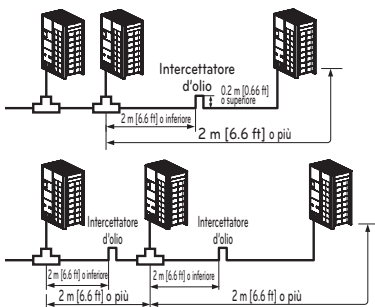 Intercettatore
d'olio
0.2 m [0.66 ft]
o superiore
2 m [6.6 ft] o inferiore
2 m [6.6 ft] o più
Intercettatore
d'olio
Intercettatore
d'olio
2 m [6.6 ft] o inferiore
2 m [6.6 ft] o inferiore
2 m [6.6 ft] o più
2 m [6.6 ft] o più